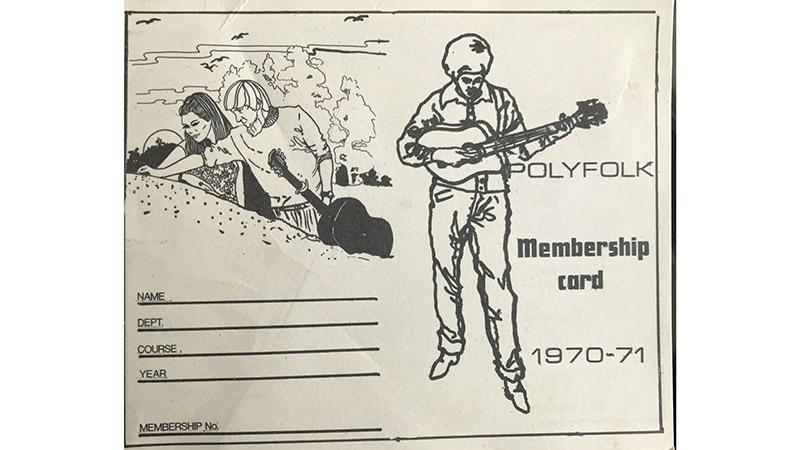 NAME
DEPT.
COURSE.
YEAR
MEMBERSHIP No.
POLYFOLK
Membership
card
1970-71